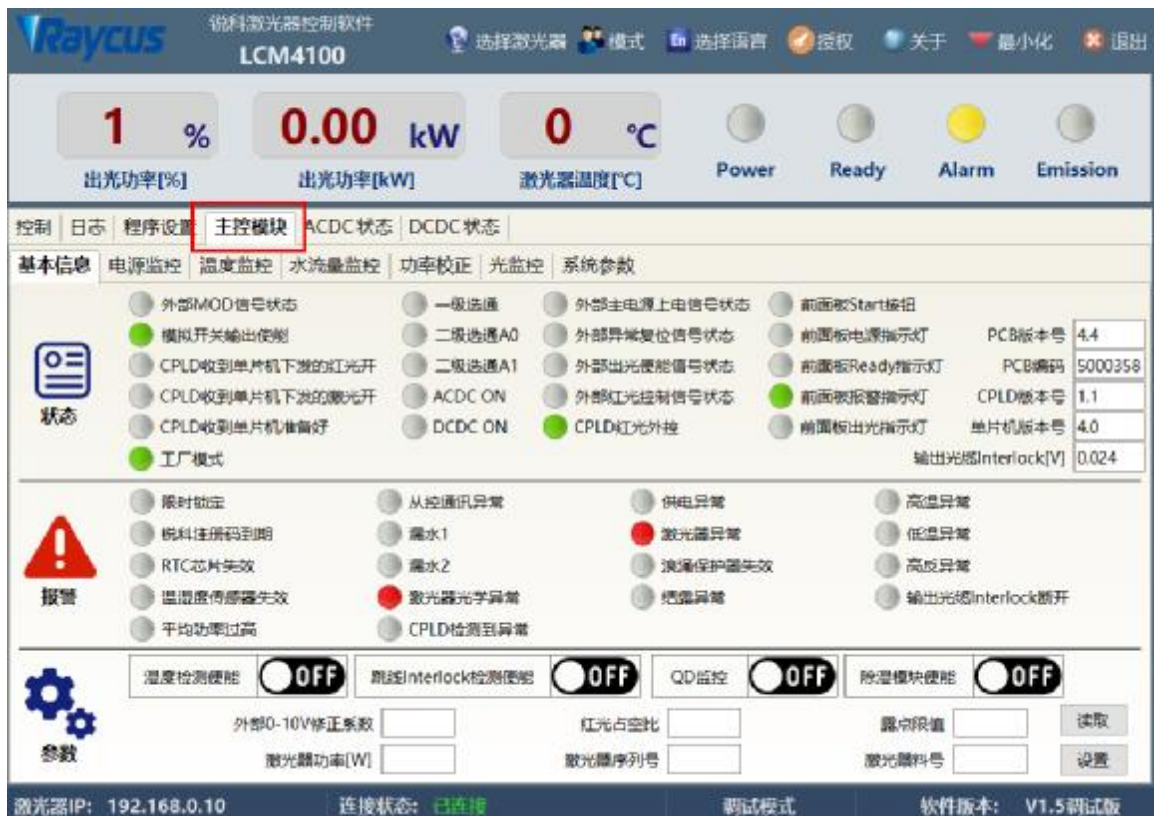 Raycus
锐科激光器控制软件
LCM4100
选择激光器 模式 En 选择语言 授权 关于 最小化 退出
1 % 0.00 kW 0 ℃
出光功率[%] 出光功率[kW] 激光器温度[℃] Power Ready Alarm Emission
控制 日志 程序设置 主控模块 ACDC状态 DCDC状态
基本信息 电源监控 温度监控 水流量监控 功率校正 光监控 系统参数
外部MOD信号状态 一级选通 外部主电源上电信号状态 前面板Start按钮
模拟开关输出使能 二级选通A0 外部异常复位信号状态 前面板电源指示灯 PCB版本号 4.4
CPLD收到单片机下发的红光开 二级选通A1 外部出光使能信号状态 前面板Ready指示灯 PCB编码 5000358
CPLD收到单片机下发的激光开 ACDC ON 外部红光控制信号状态 前面板报警指示灯 CPLD版本号 1.1
状态
CPLD收到单片机准备好 DCDC ON CPLD红光外控 前面板出光指示灯 单片机版本号 4.0
工厂模式 输出光缆Interlock[V] 0.024
限时锁定 从控通讯异常 供电异常 高温异常
锐科注册码到期 漏水1 激光器异常 低温异常
RTC芯片失效 漏水2 浪涌保护器失效 高反异常
报警
温湿度传感器失效 激光器光学异常 结露异常 输出光缆Interlock断开
平均功率过高 CPLD检测到异常
湿度检测使能 OFF 跳线Interlock检测使能 OFF QD监控 OFF 除湿模块使能 OFF
外部0-10V修正系数 红光占空比 露点限值 读取
参数
激光器功率[W] 激光器序列号 激光器料号 设置
激光器IP: 192.168.0.10 连接状态: 已连接 调试模式 软件版本: V1.5调试版